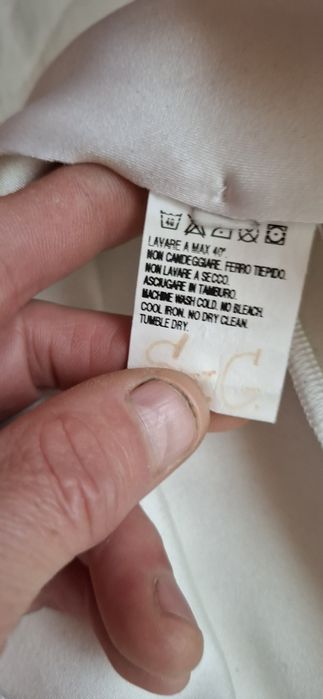 40
LAVARE A MAX 40°
NON CANDEGGIARE. FERRO TIEPIDO.
NON LAVARE A SECCO.
ASCIUGARE IN TAMBURO.
MACHINE WASH COLD. NO BLEACH.
COOL IRON. NO DRY CLEAN.
TUMBLE DRY.